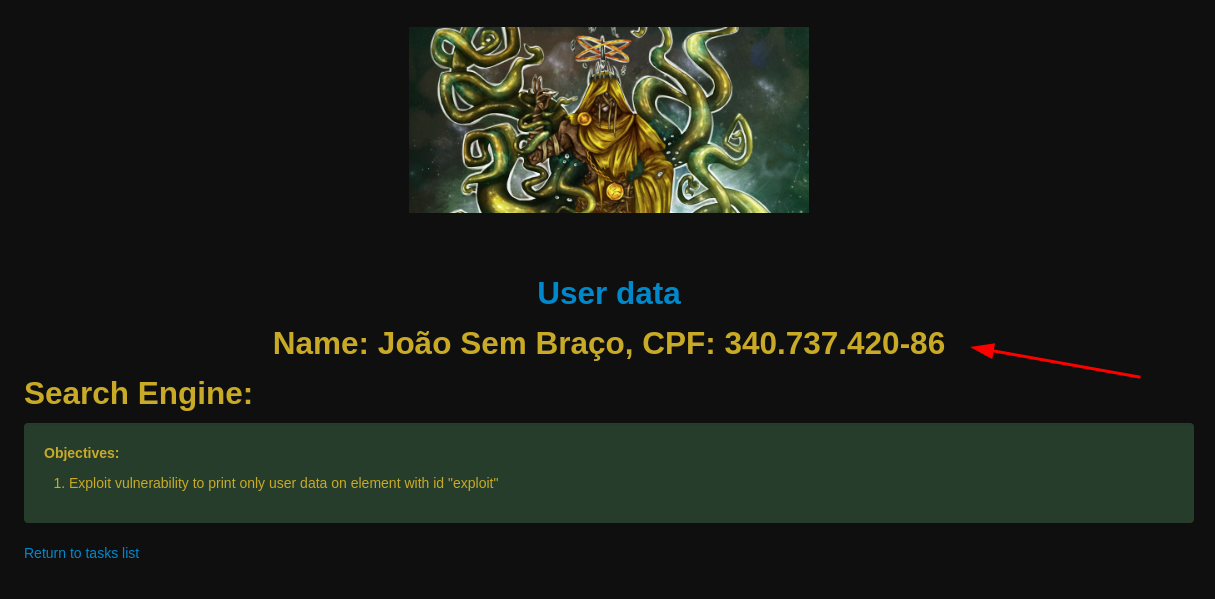 User data
Name: João Sem Braço, CPF: 340.737.420-86
Search Engine:
Objectives:
1. Exploit vulnerability to print only user data on element with id "exploit"
Return to tasks list